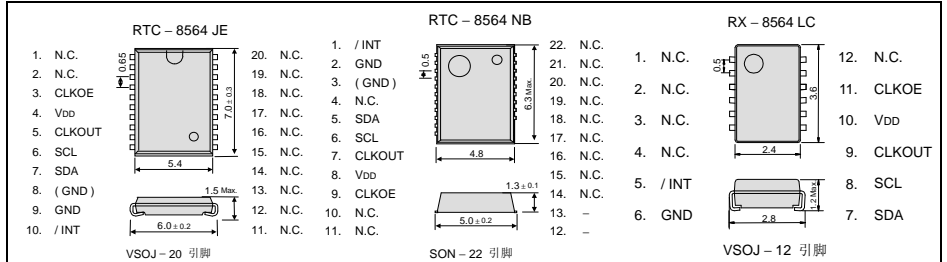 RTC – 8564 JE
1. N.C.
2. N.C.
3. CLKOE
4. VDD
5. CLKOUT
6. SCL
7. SDA
8. ( GND )
9. GND
10. / INT
20. N.C.
19. N.C.
18. N.C.
17. N.C.
16. N.C.
15. N.C.
14. N.C.
13. N.C.
12. N.C.
11. N.C.
0.65
7.0 ± 0.3
5.4
1.5 Max.
6.0 ± 0.2
VSOJ – 20 引脚
RTC – 8564 NB
1. / INT
2. GND
3. ( GND )
4. N.C.
5. SDA
6. SCL
7. CLKOUT
8. VDD
9. CLKOE
10. N.C.
11. N.C.
22. N.C.
21. N.C.
20. N.C.
19. N.C.
18. N.C.
17. N.C.
16. N.C.
15. N.C.
14. N.C.
13. –
12. –
0.5
6.3 Max.
4.8
1.3 ± 0.1
5.0 ± 0.2
SON – 22 引脚
RX – 8564 LC
1. N.C.
2. N.C.
3. N.C.
4. N.C.
5. / INT
6. GND
12. N.C.
11. CLKOE
10. VDD
9. CLKOUT
8. SCL
7. SDA
0.5
3.6
2.4
1.2 Max.
2.8
VSOJ – 12 引脚